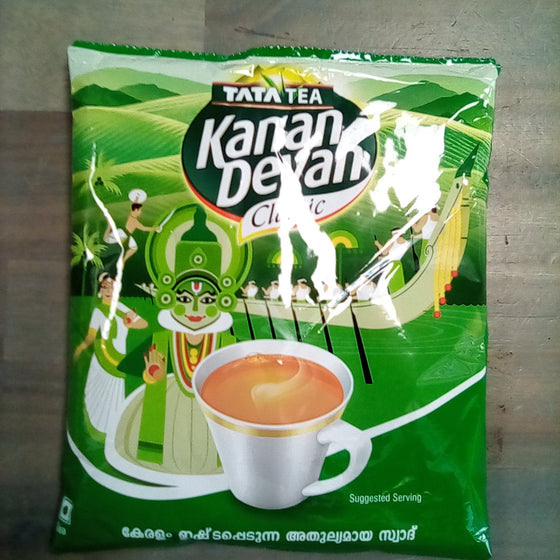 TATA TEA
Kanan
Devan
Classic
Suggested Serving
കേരളം ഇഷ്ടപ്പെടുന്ന അതുല്യമായ സ്വാദ്